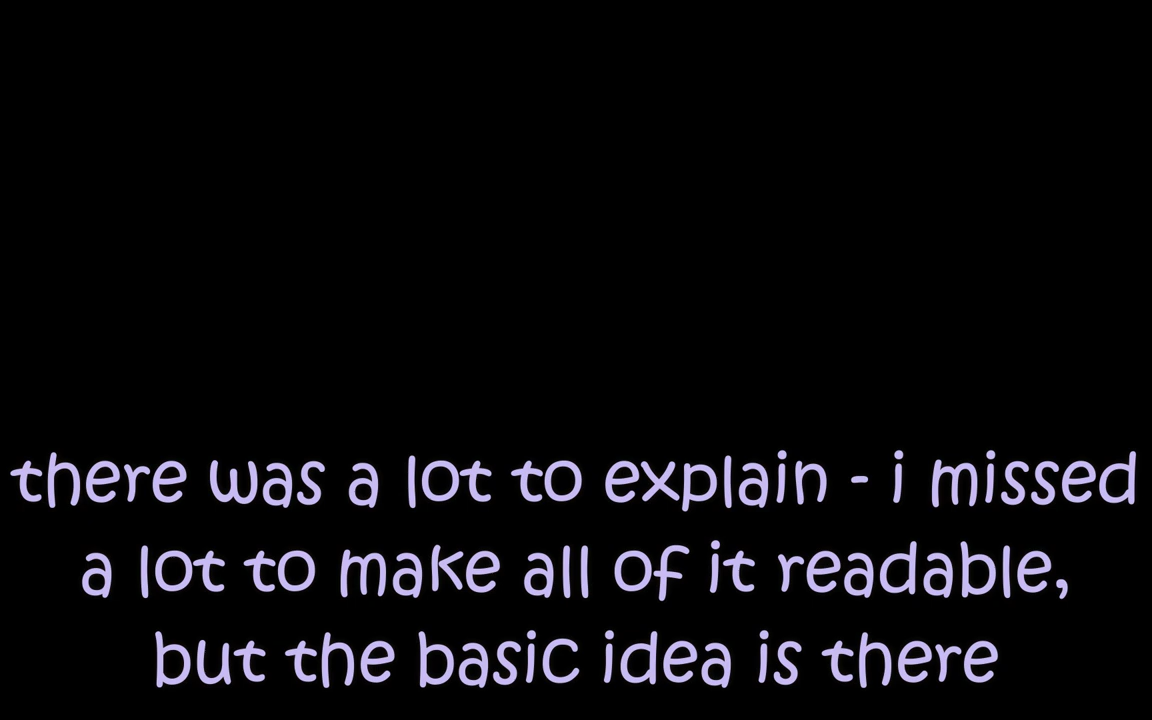 there was a lot to explain - i missed
a lot to make all of it readable,
but the basic idea is there